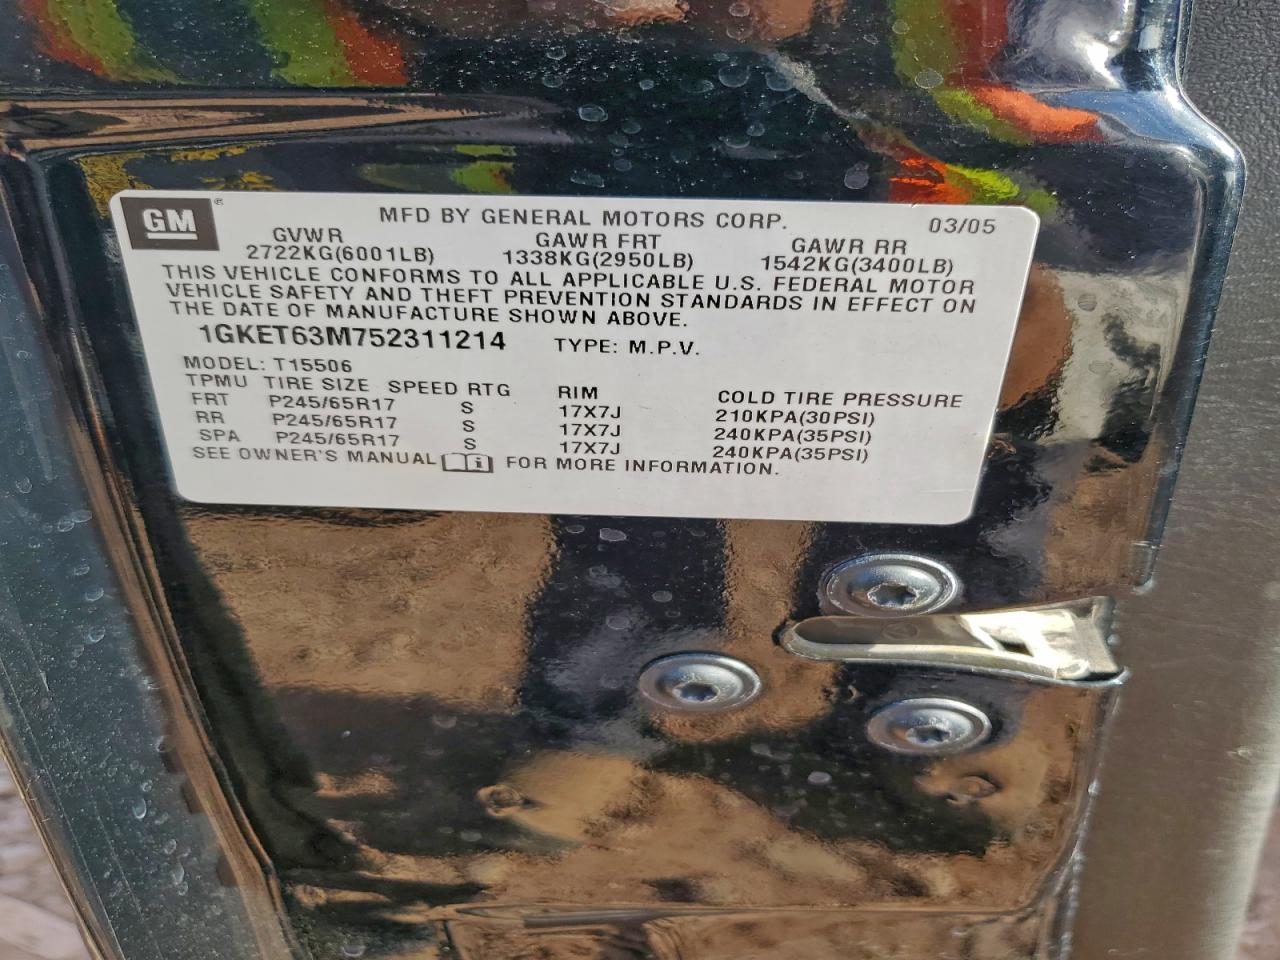 GM® MFD BY GENERAL MOTORS CORP. 03/05
GVWR GAWR FRT GAWR RR
2722KG(6001LB) 1338KG(2950LB) 1542KG(3400LB)
THIS VEHICLE CONFORMS TO ALL APPLICABLE U.S. FEDERAL MOTOR
VEHICLE SAFETY AND THEFT PREVENTION STANDARDS IN EFFECT ON
THE DATE OF MANUFACTURE SHOWN ABOVE.
1GKET63M752311214 TYPE: M.P.V.
MODEL: T15506
TPMU TIRE SIZE SPEED RTG RIM COLD TIRE PRESSURE
FRT P245/65R17 S 17X7J 210KPA(30PSI)
RR P245/65R17 S 17X7J 240KPA(35PSI)
SPA P245/65R17 S 17X7J 240KPA(35PSI)
SEE OWNER'S MANUAL i FOR MORE INFORMATION.